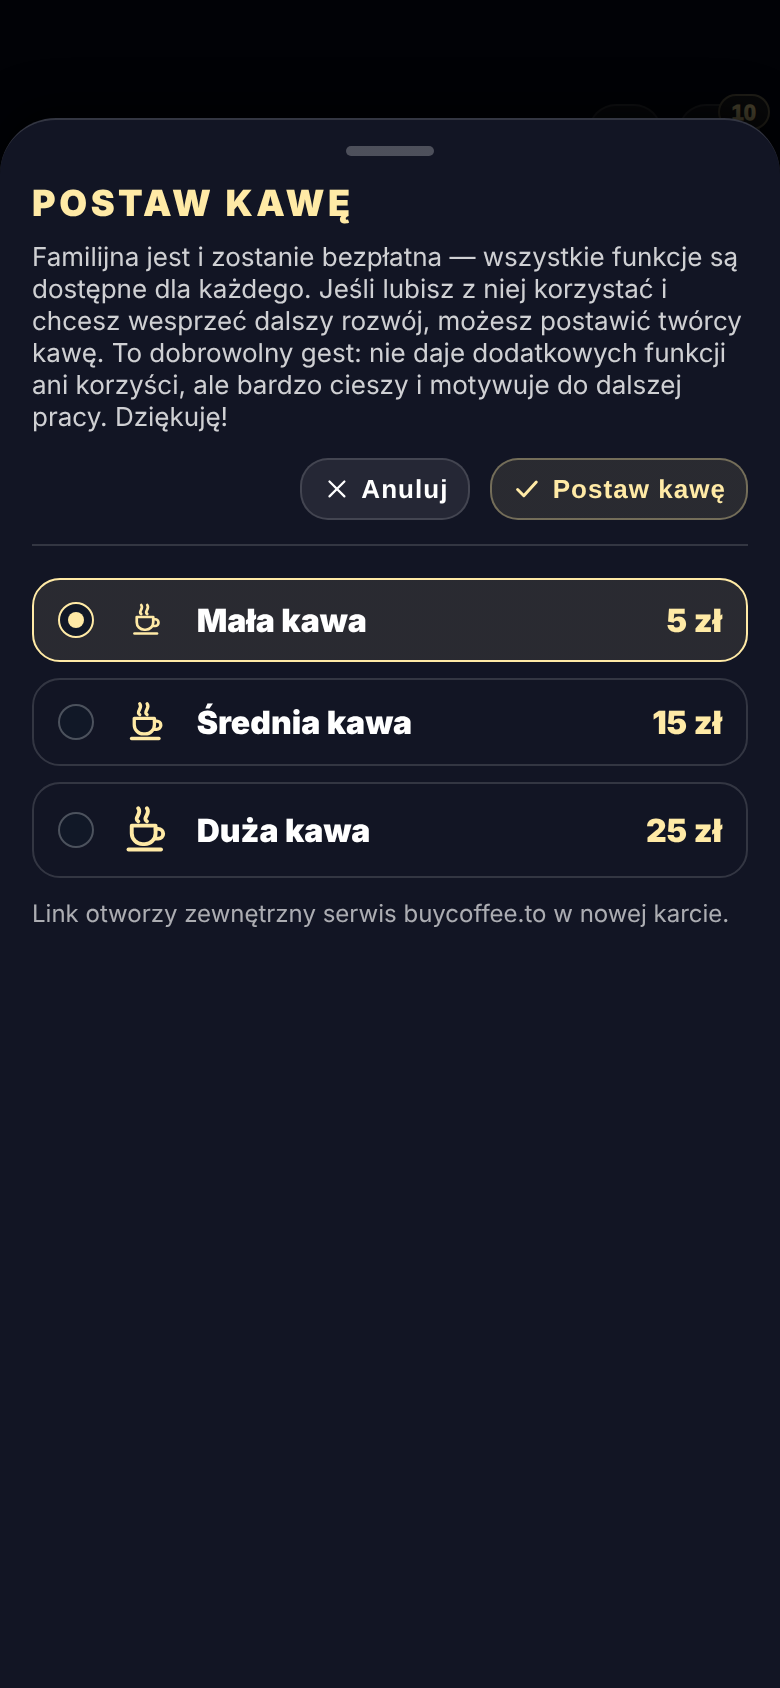 10
POSTAW KAWĘ
Familijna jest i zostanie bezpłatna — wszystkie funkcje są
dostępne dla każdego. Jeśli lubisz z niej korzystać i
chcesz wesprzeć dalszy rozwój, możesz postawić twórcy
kawę. To dobrowolny gest: nie daje dodatkowych funkcji
ani korzyści, ale bardzo cieszy i motywuje do dalszej
pracy. Dziękuję!
Anuluj
Postaw kawę
Mała kawa 5 zł
Średnia kawa 15 zł
Duża kawa 25 zł
Link otworzy zewnętrzny serwis buycoffee.to w nowej karcie.